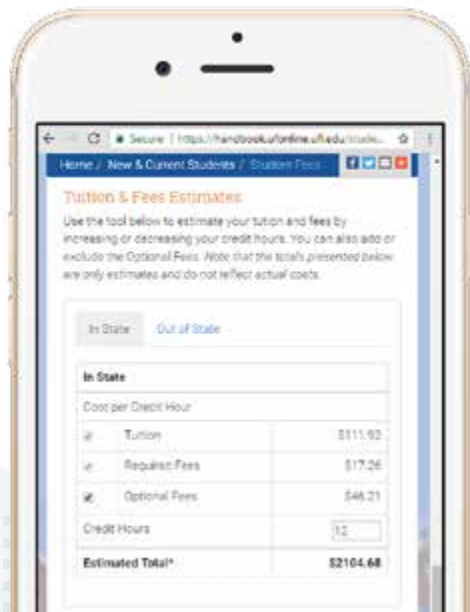 Secure | https://handbook.ufonline.ufl.edu/stude...
Home / New & Current Students / Student Fees
Tuition & Fees Estimates
Use the tool below to estimate your tution and fees by
increasing or decreasing your credit hours. You can also add or
exclude the Optional Fees. Note that the totals presented below
are only estimates and do not reflect actual costs.
In State Out of State
In State
Cost per Credit Hour
Tuition $111.92
Required Fees $17.26
Optional Fees $46.21
Credit Hours 12
Estimated Total* $2104.68